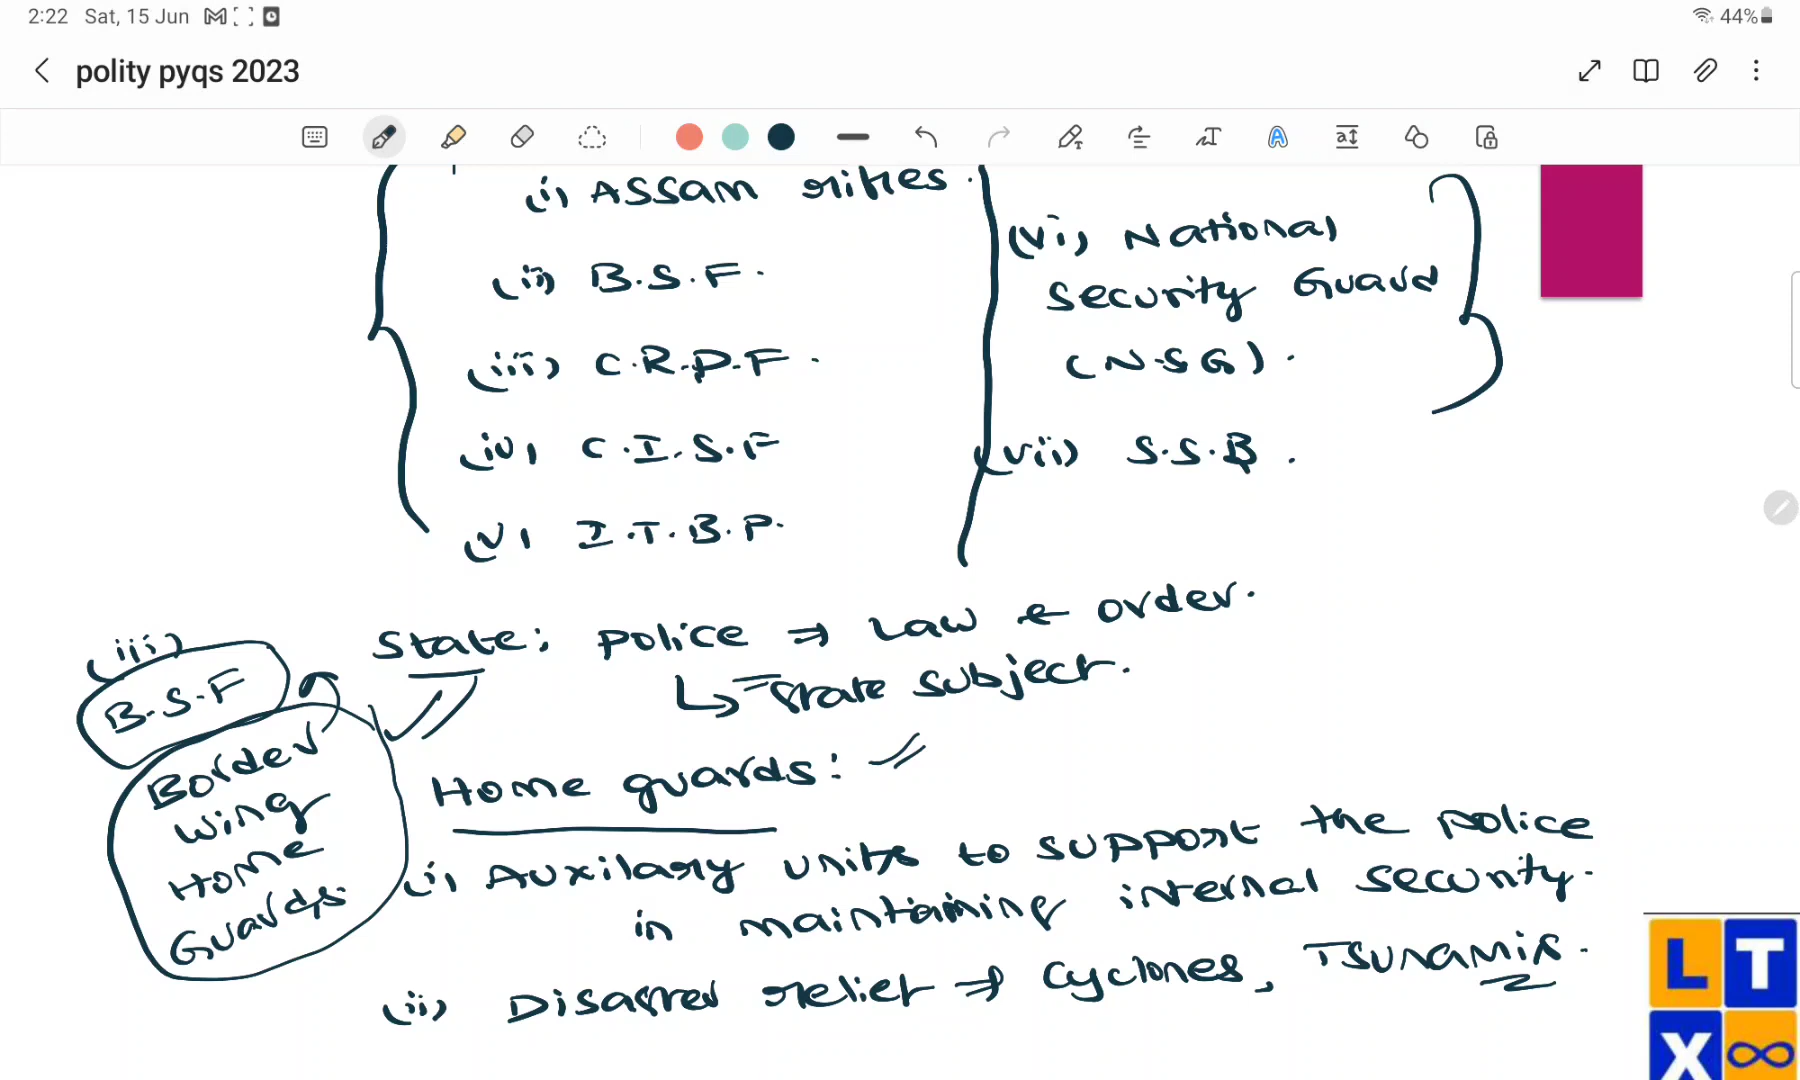 2:22 Sat, 15 Jun
44%
polity pyqs 2023
(i) Assam rifles.
(ii) B.S.F.
(iii) C.R.P.F.
(iv) C.I.S.F
(v) I.T.B.P.
(vi) National
Security Guard
(N.S.G).
(vii) S.S.B.
State; police ⇒ Law & order.
↳ State subject.
(iii)
B.S.F
Border
wing
Home
Guards.
Home guards:
(i) Auxilary units to support the police
in maintaining internal security.
(ii) Disaster relief ⇒ cyclones, Tsunamis.
LT
X∞